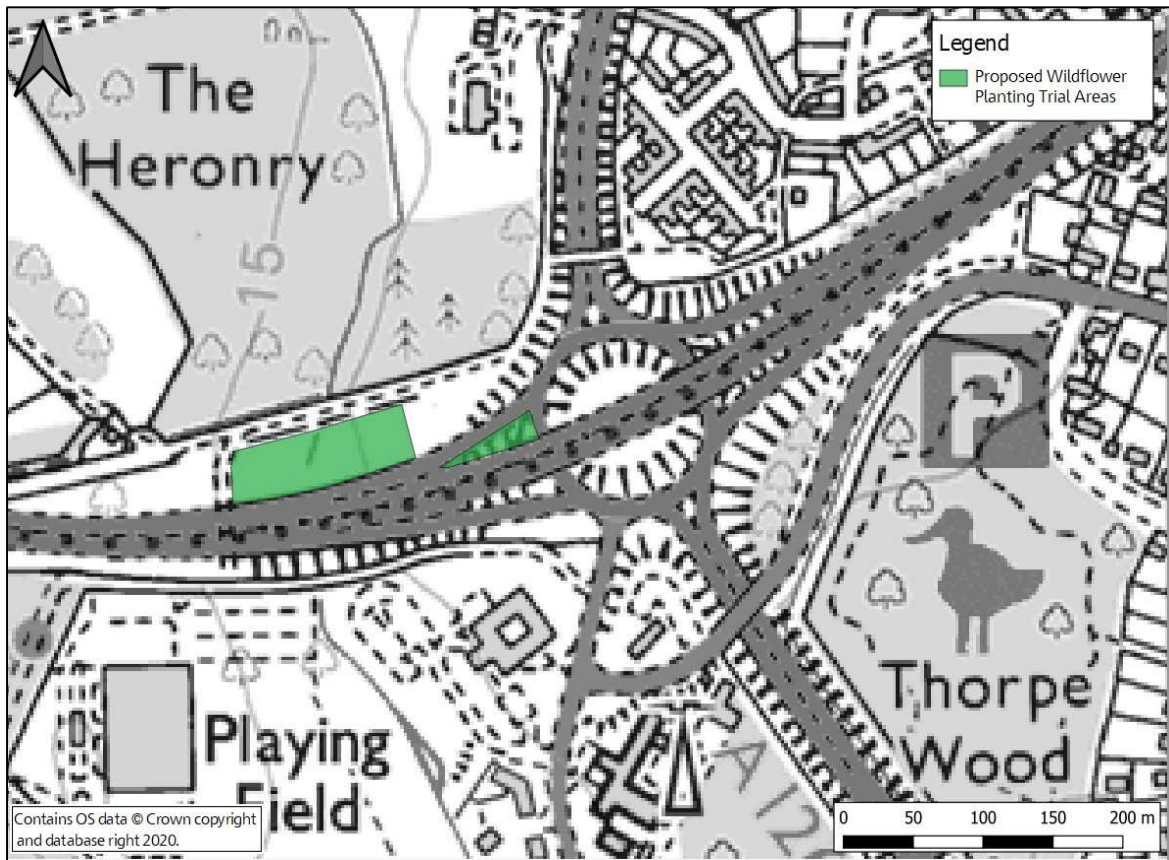 The
Heronry
15
Legend
Proposed Wildflower
Planting Trial Areas
P
Thorpe
Wood
Playing
Field
Contains OS data © Crown copyright
and database right 2020.
0 50 100 150 200 m